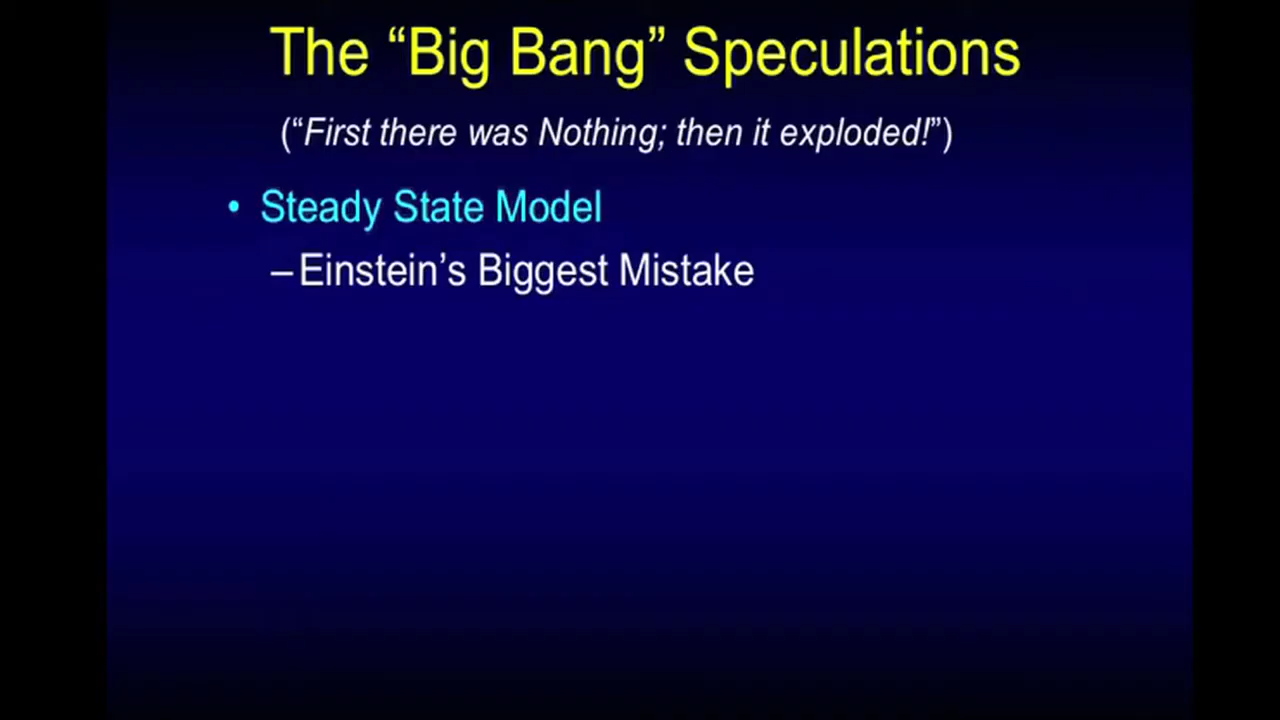 The “Big Bang” Speculations
(“First there was Nothing; then it exploded!”)
• Steady State Model
–Einstein’s Biggest Mistake